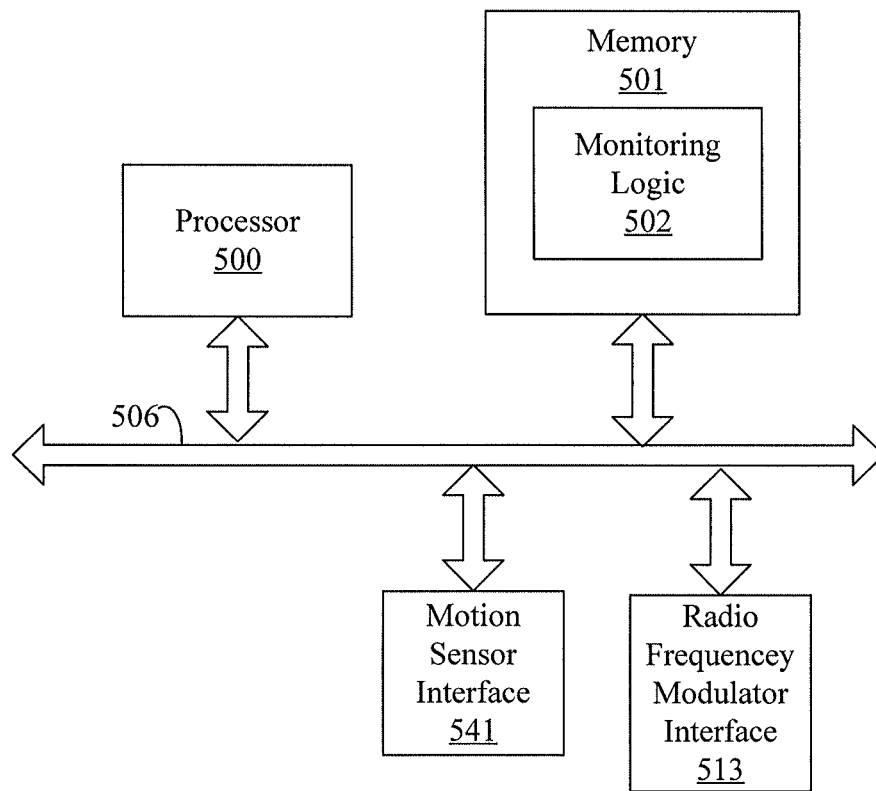 Memory
501
Monitoring
Logic
502
Processor
500
506
Motion
Sensor
Interface
541
Radio
Frequencey
Modulator
Interface
513